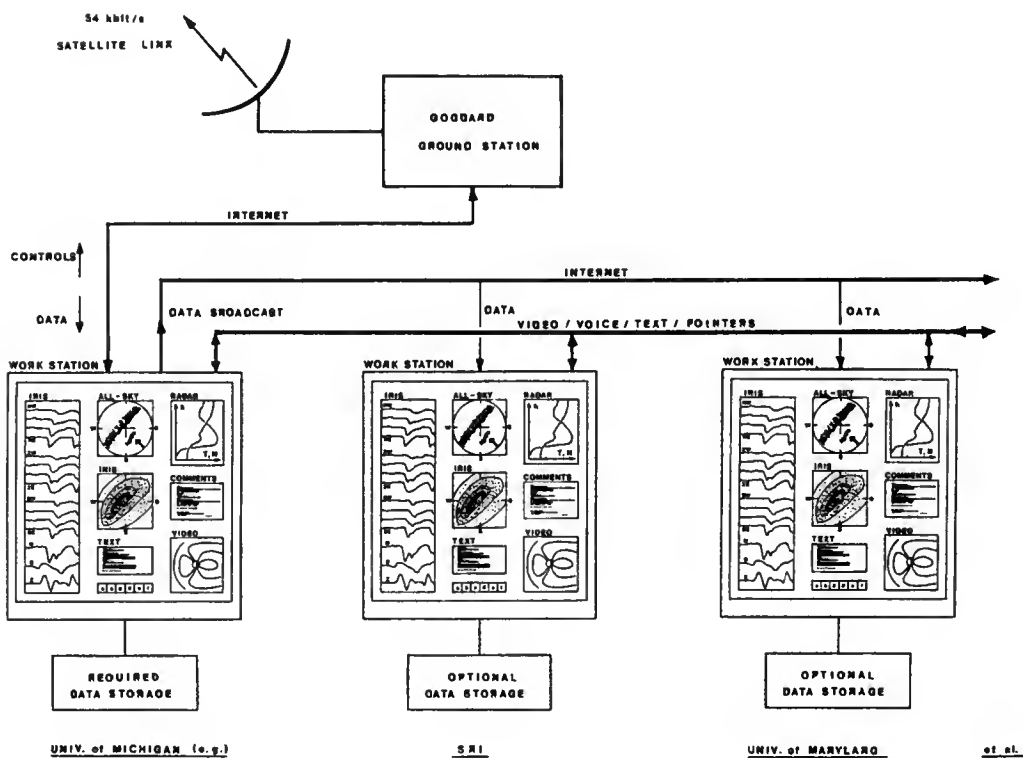 54 kbit/s
SATELLITE LINK
GODDARD
GROUND STATION
INTERNET
CONTROLS
INTERNET
DATA
DATA BROADCAST
DATA
DATA
VIDEO / VOICE / TEXT / POINTERS
WORK STATION
WORK STATION
WORK STATION
IRIS
ALL-SKY
RADAR
T, N
IRIS
COMMENTS
TEXT
VIDEO
IRIS
ALL-SKY
RADAR
T, N
IRIS
COMMENTS
TEXT
VIDEO
IRIS
ALL-SKY
RADAR
T, N
IRIS
COMMENTS
TEXT
VIDEO
REQUIRED
DATA STORAGE
OPTIONAL
DATA STORAGE
OPTIONAL
DATA STORAGE
UNIV. of MICHIGAN (e.g.)
SRI
UNIV. of MARYLAND
et al.